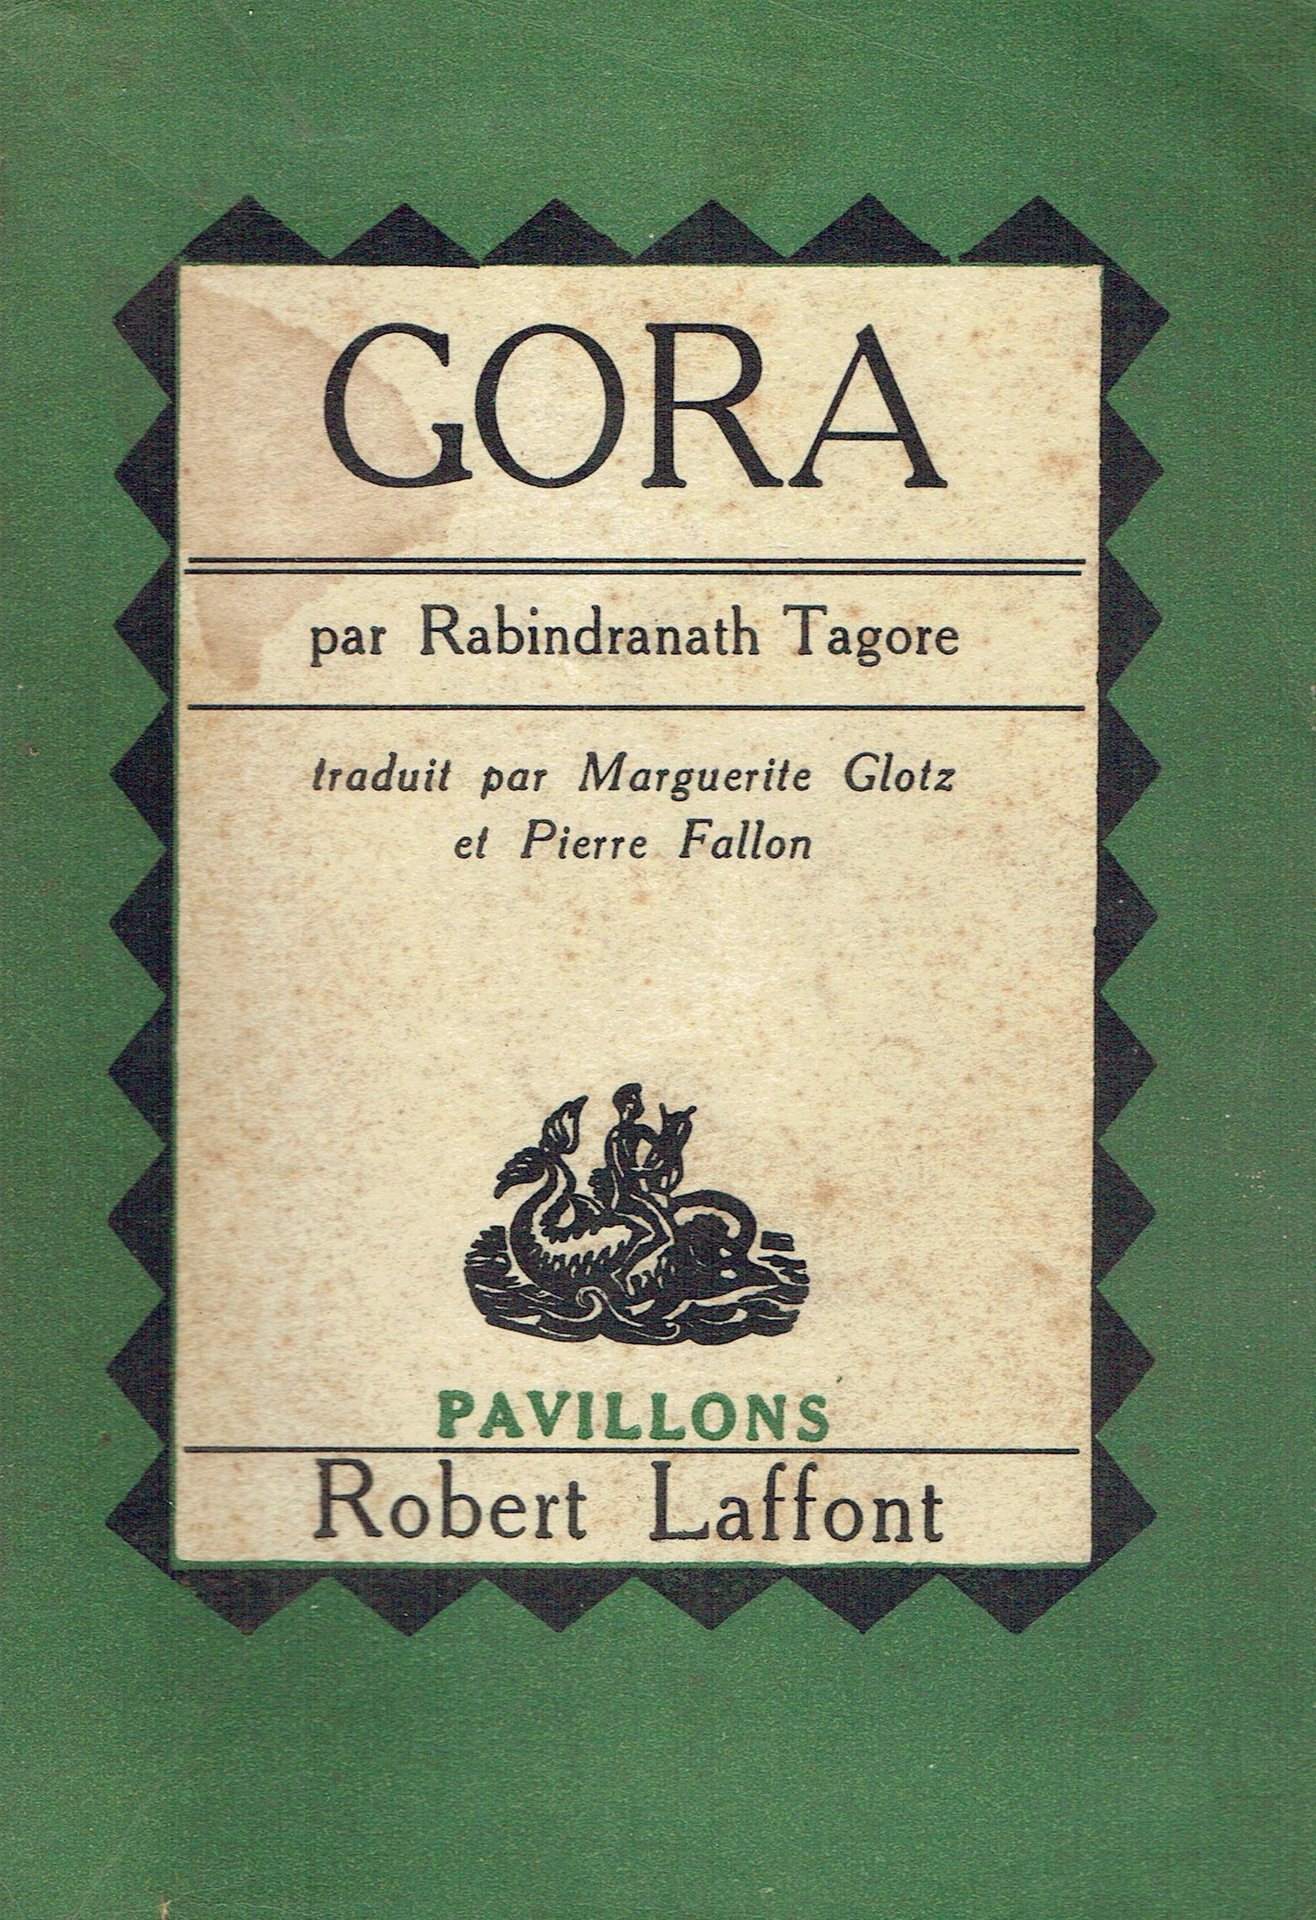 GORA
par Rabindranath Tagore
traduit par Marguerite Glotz
et Pierre Fallon
PAVILLONS
Robert Laffont